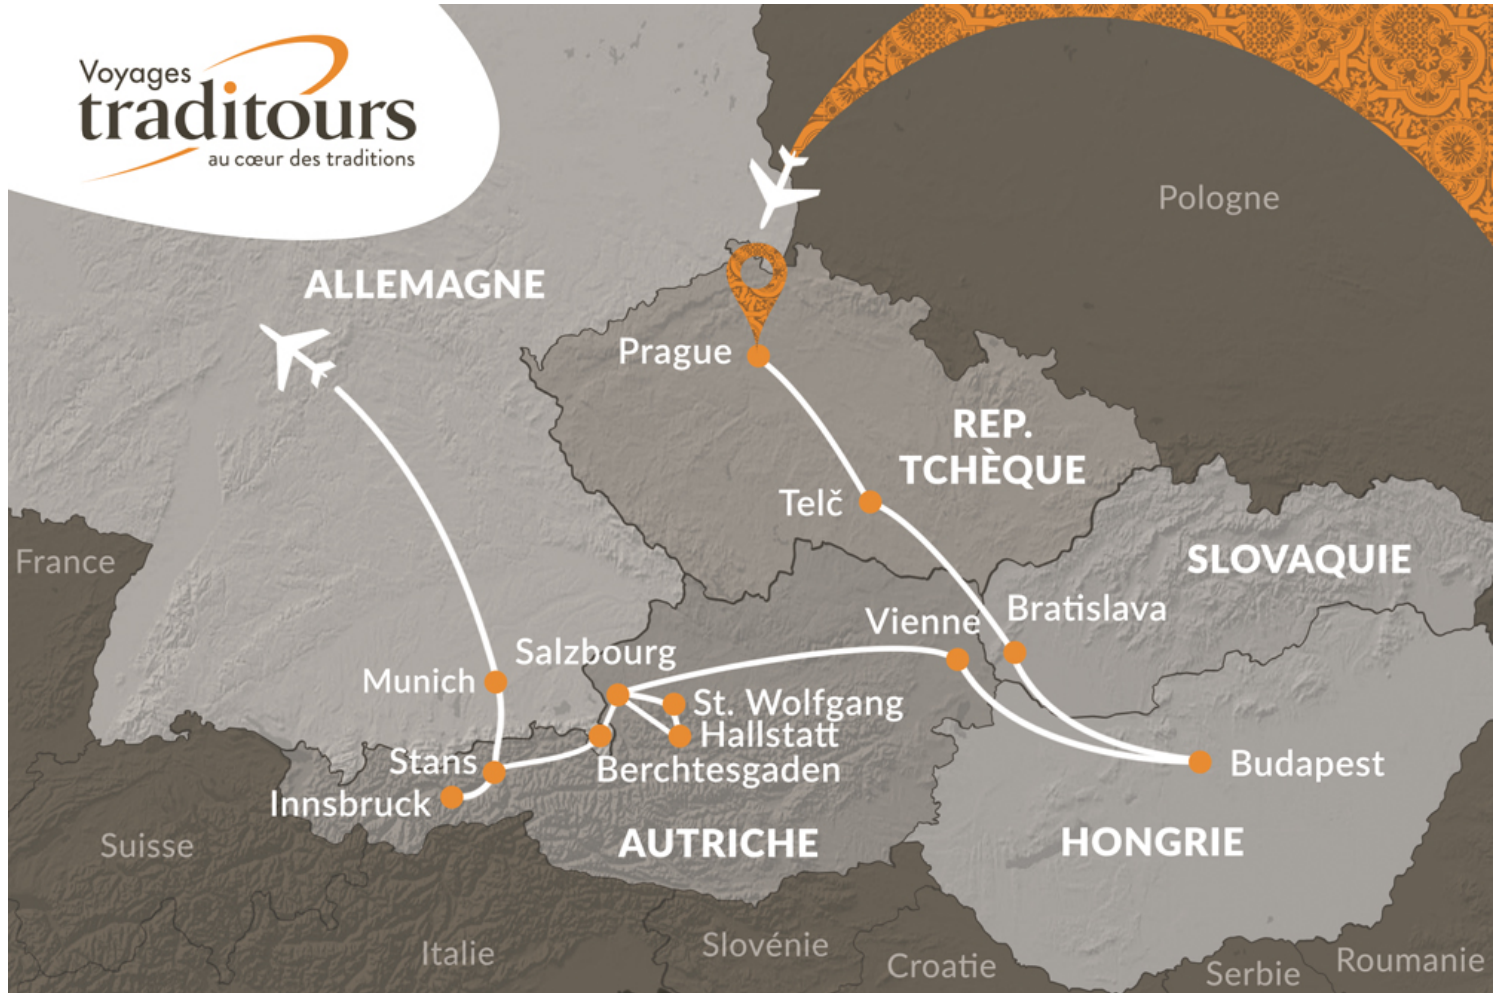 Voyages
traditours
au cœur des traditions
Pologne
ALLEMAGNE
Prague
REP.
TCHÈQUE
Telč
France
SLOVAQUIE
Bratislava
Vienne
Salzbourg
Munich
St. Wolfgang
Hallstatt
Stans
Berchtesgaden
Budapest
Innsbruck
Suisse
AUTRICHE
HONGRIE
Italie
Slovénie
Croatie
Serbie
Roumanie